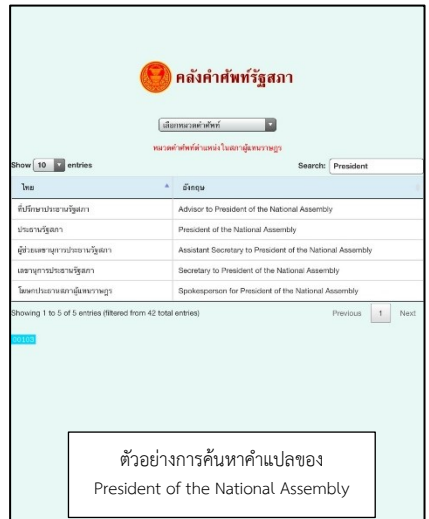 คลังคำศัพท์รัฐสภา
เลือกหมวดคำศัพท์
หมวดคำศัพท์ตำแหน่งในสภาผู้แทนราษฎร
Show 10 entries Search: President
ไทย อังกฤษ
ที่ปรึกษาประธานรัฐสภา Advisor to President of the National Assembly
ประธานรัฐสภา President of the National Assembly
ผู้ช่วยเลขานุการประธานรัฐสภา Assistant Secretary to President of the National Assembly
เลขานุการประธานรัฐสภา Secretary to President of the National Assembly
โฆษกประธานสภาผู้แทนราษฎร Spokesperson for President of the National Assembly
Showing 1 to 5 of 5 entries (filtered from 42 total entries) Previous 1 Next
00103
ตัวอย่างการค้นหาคำแปลของ
President of the National Assembly